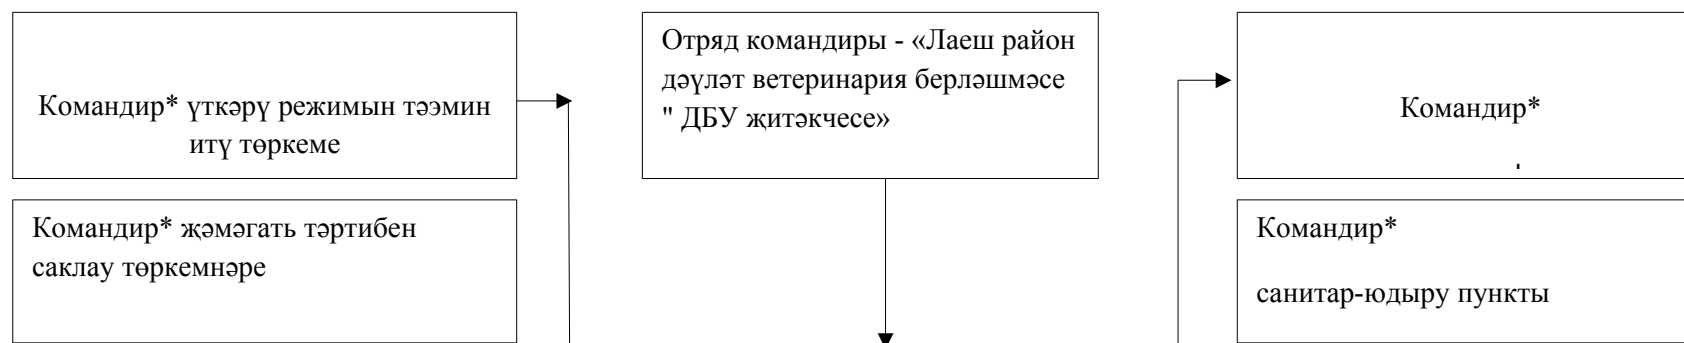 Командир* үткәрү режимын тәэмин
итү төркеме
Командир* җәмәгать тәртибен
саклау төркемнәре
Отряд командиры - «Лаеш район
дәүләт ветеринария берләшмәсе
" ДБУ җитәкчесе»
Командир*
Командир*
санитар-юдыру пункты